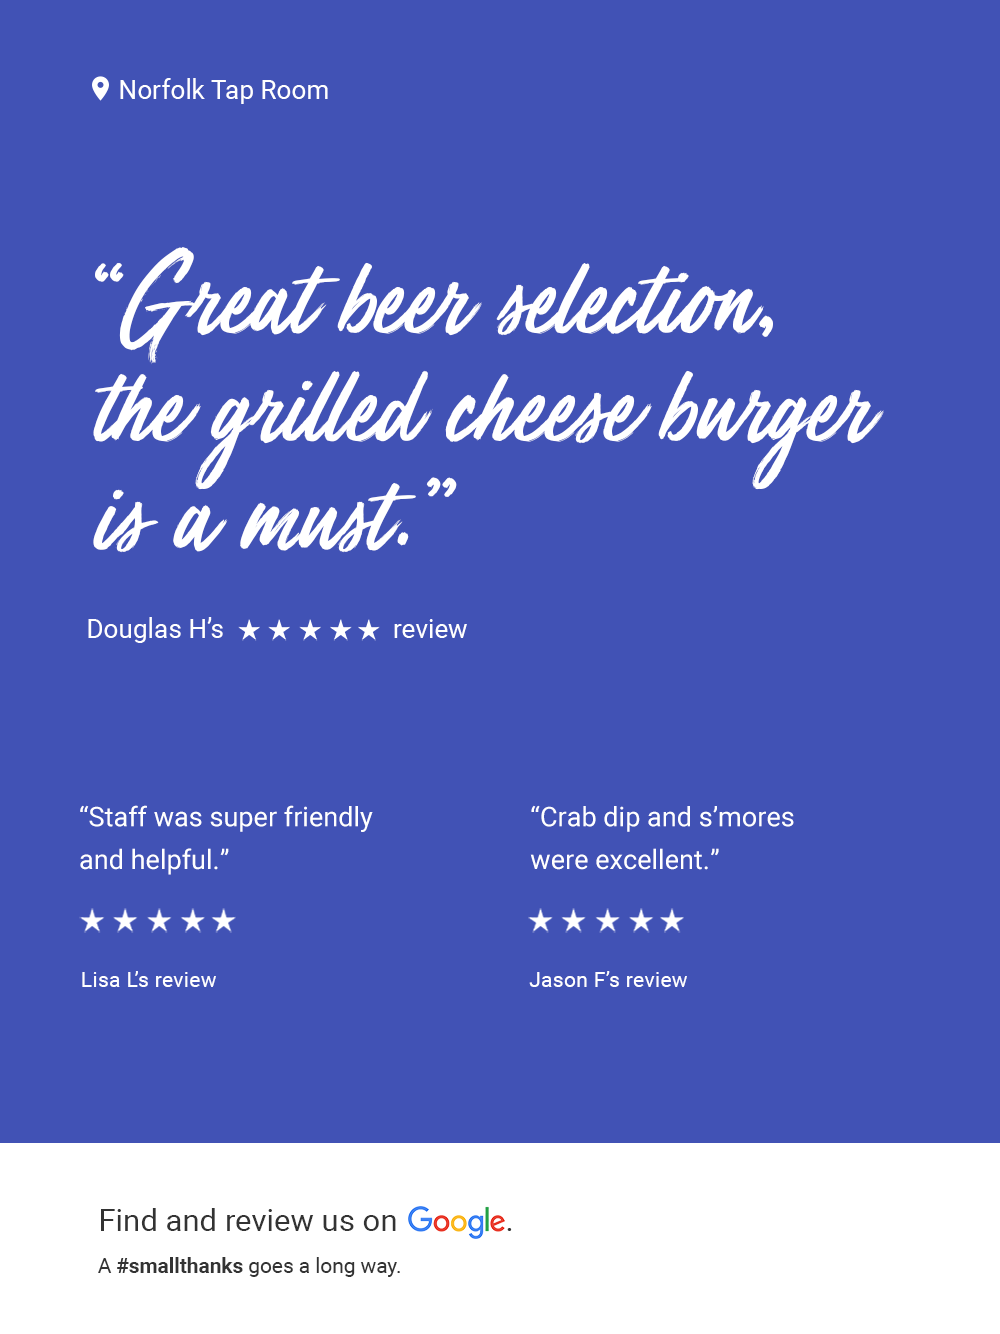 Norfolk Tap Room
“Great beer selection,
the grilled cheese burger
is a must.”
Douglas H’s ★ ★ ★ ★ ★ review
“Staff was super friendly
and helpful.”
★ ★ ★ ★ ★
Lisa L’s review
“Crab dip and s’mores
were excellent.”
★ ★ ★ ★ ★
Jason F’s review
Find and review us on Google.
A #smallthanks goes a long way.